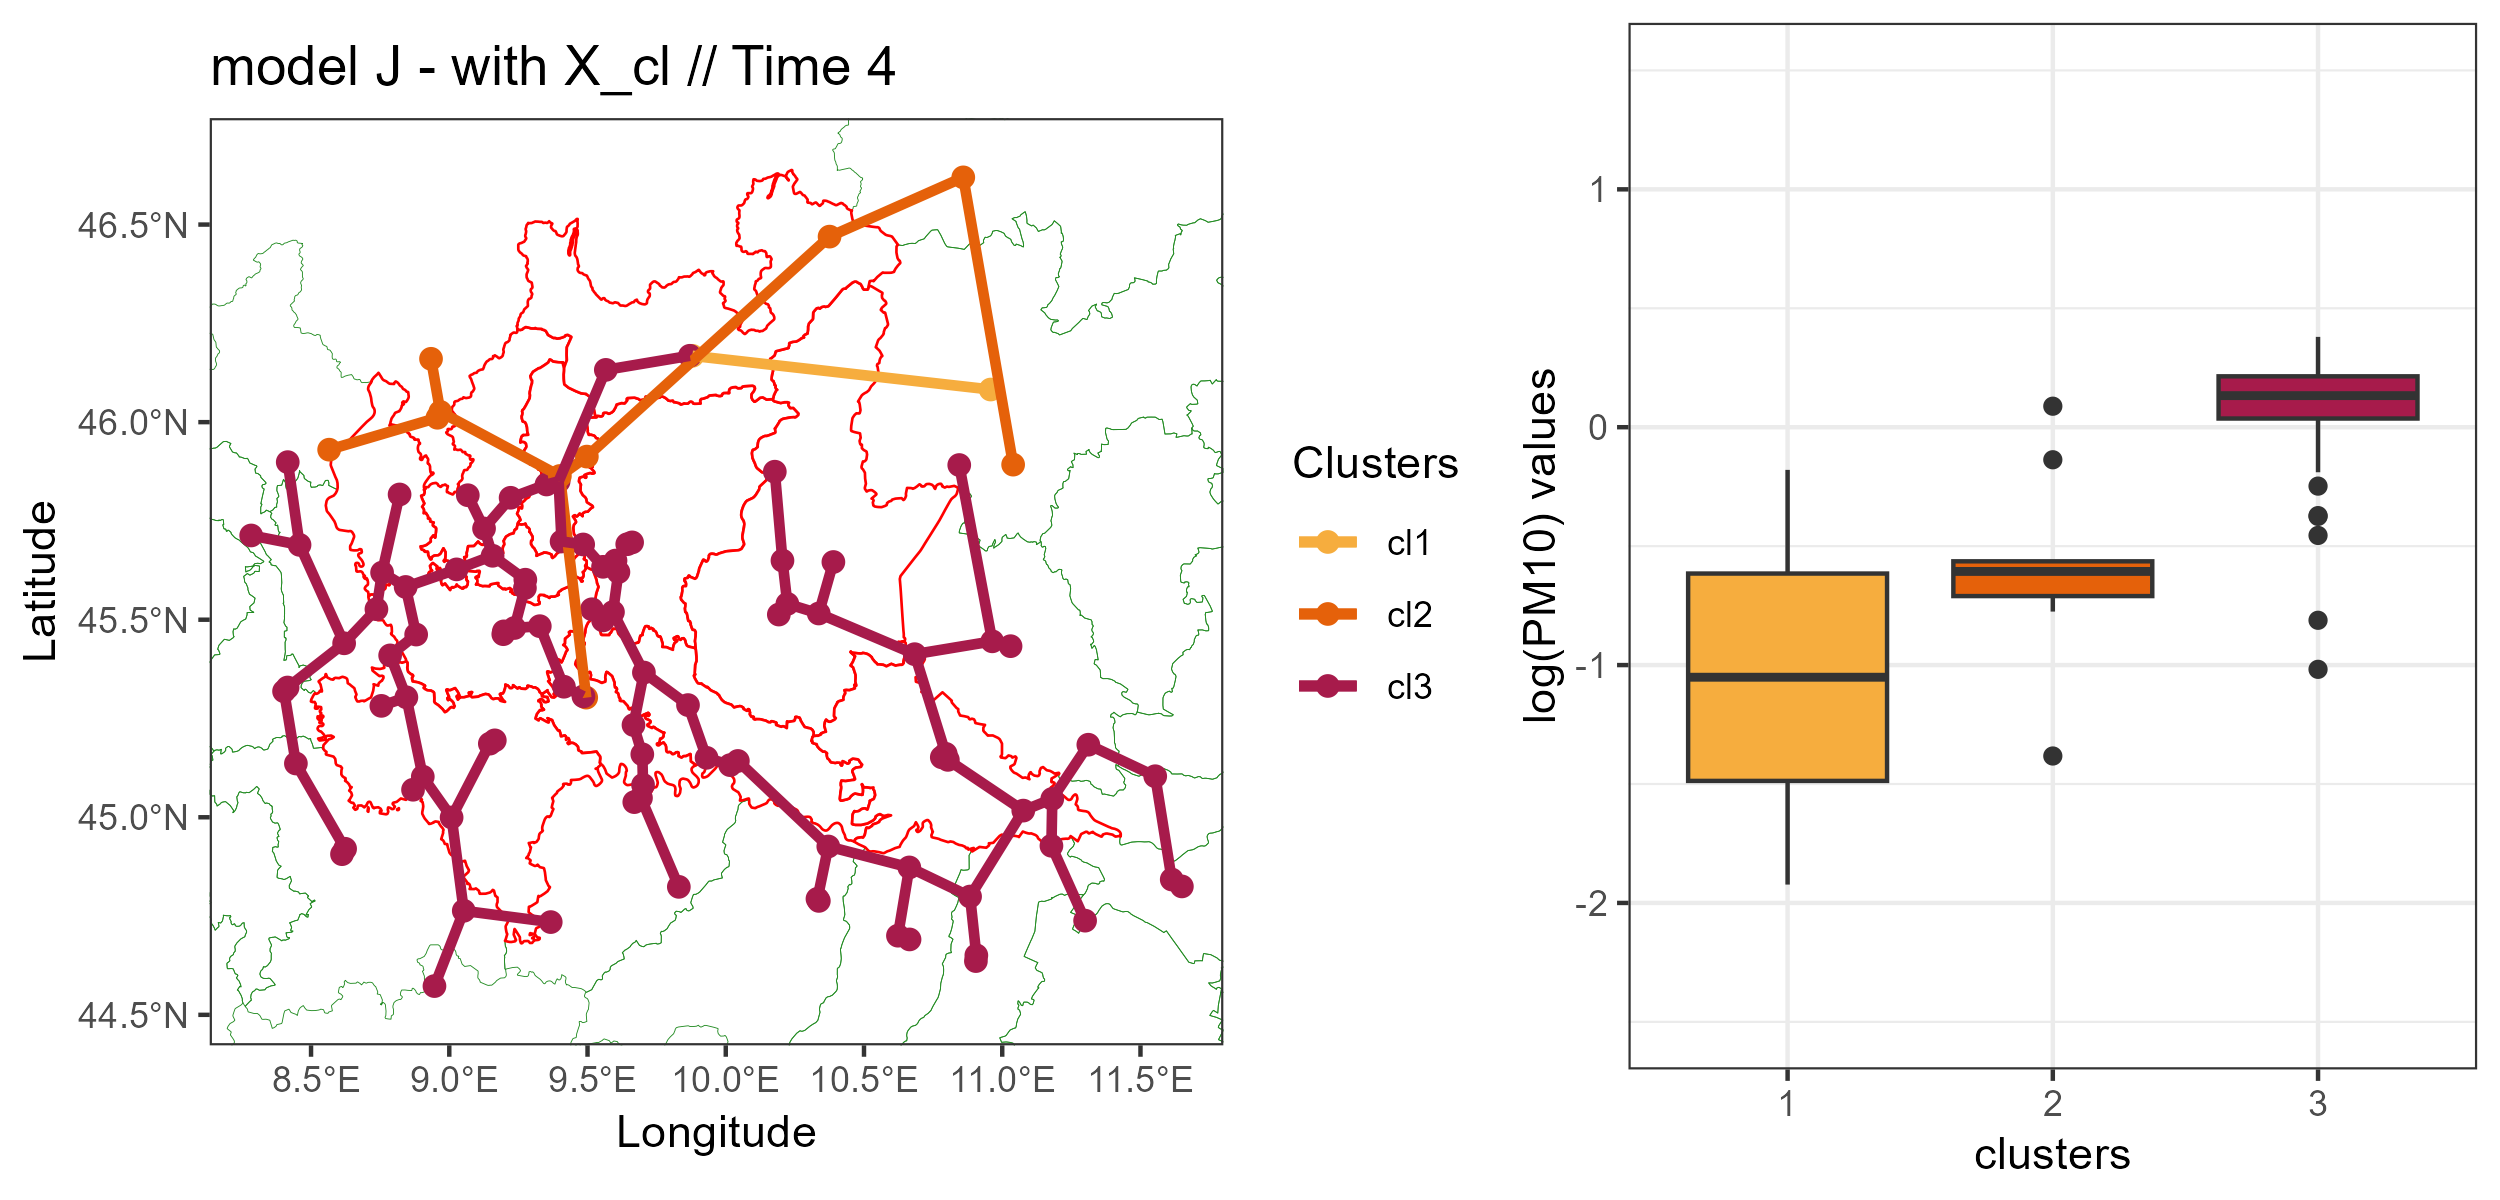 model J - with X_cl // Time 4
46.5°N
46.0°N
45.5°N
45.0°N
44.5°N
Latitude
8.5°E 9.0°E 9.5°E 10.0°E 10.5°E 11.0°E 11.5°E
Longitude
Clusters
cl1
cl2
cl3
log(PM10) values
1
0
-1
-2
1 2 3
clusters